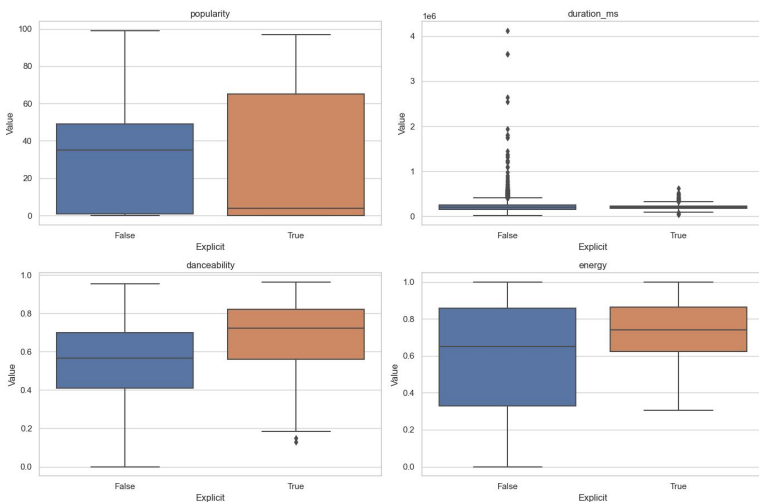 popularity
100
80
60
40
20
0
Value
False
True
Explicit
duration_ms
1e6
4
3
2
1
0
Value
False
True
Explicit
danceability
1.0
0.8
0.6
0.4
0.2
0.0
Value
False
True
Explicit
energy
1.0
0.8
0.6
0.4
0.2
0.0
Value
False
True
Explicit